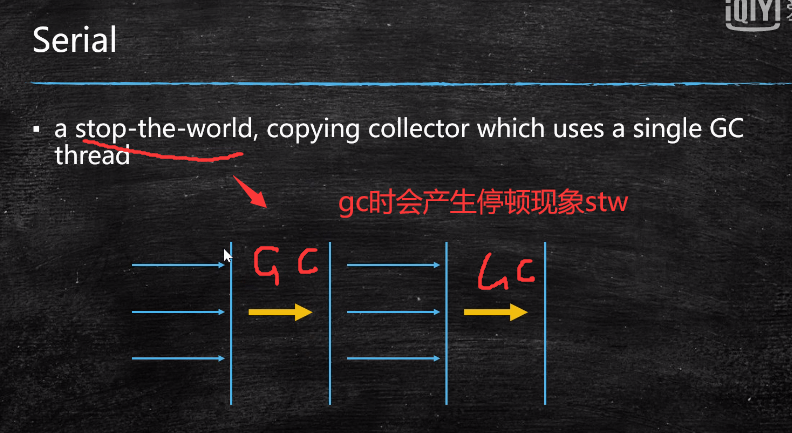 iQIYI
Serial
▪ a stop-the-world, copying collector which uses a single GC
thread
gc时会产生停顿现象stw
GC
GC